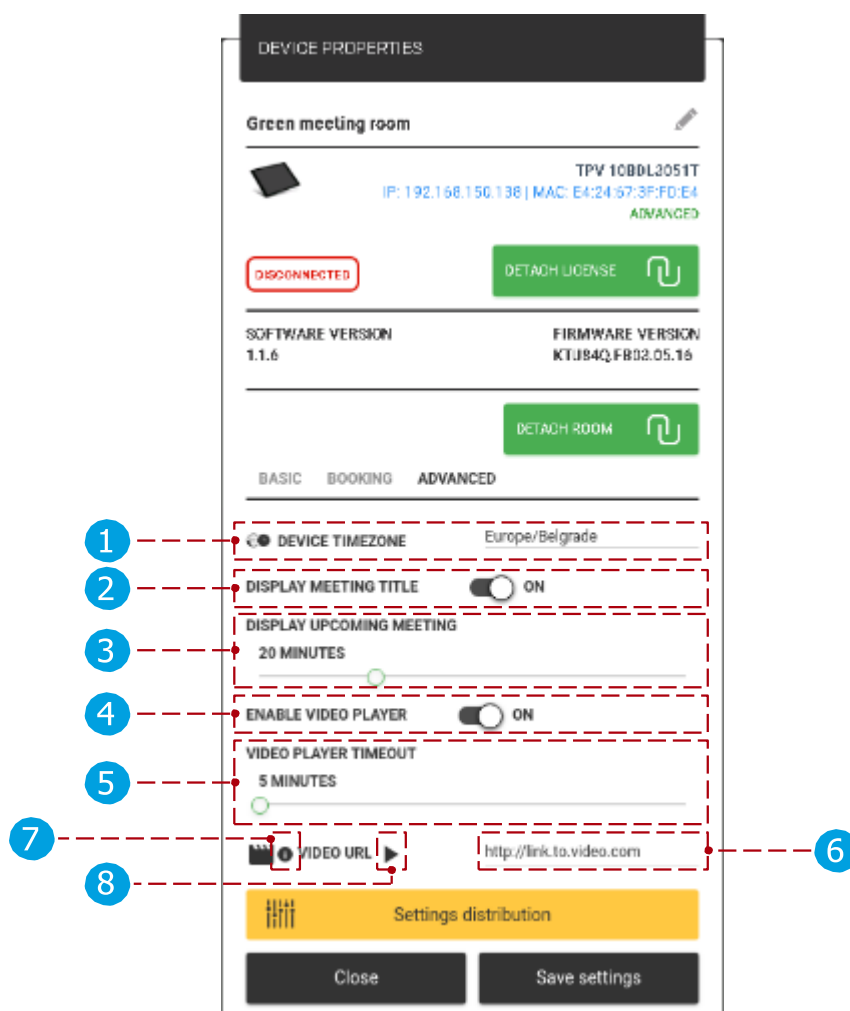 DEVICE PROPERTIES
Green meeting room
TPV 10BDL3051T
IP: 192.168.150.138 | MAC: E4:24:67:3F:FD:E4
ADVANCED
DISCONNECTED
DETACH LICENSE
SOFTWARE VERSION FIRMWARE VERSION
1.1.6 KTU84Q.FB03.05.16
DETACH ROOM
BASIC BOOKING ADVANCED
1 DEVICE TIMEZONE Europe/Belgrade
2 DISPLAY MEETING TITLE ON
DISPLAY UPCOMING MEETING
3 20 MINUTES
4 ENABLE VIDEO PLAYER ON
VIDEO PLAYER TIMEOUT
5 5 MINUTES
7 VIDEO URL http://link.to.video.com 6
8
Settings distribution
Close Save settings